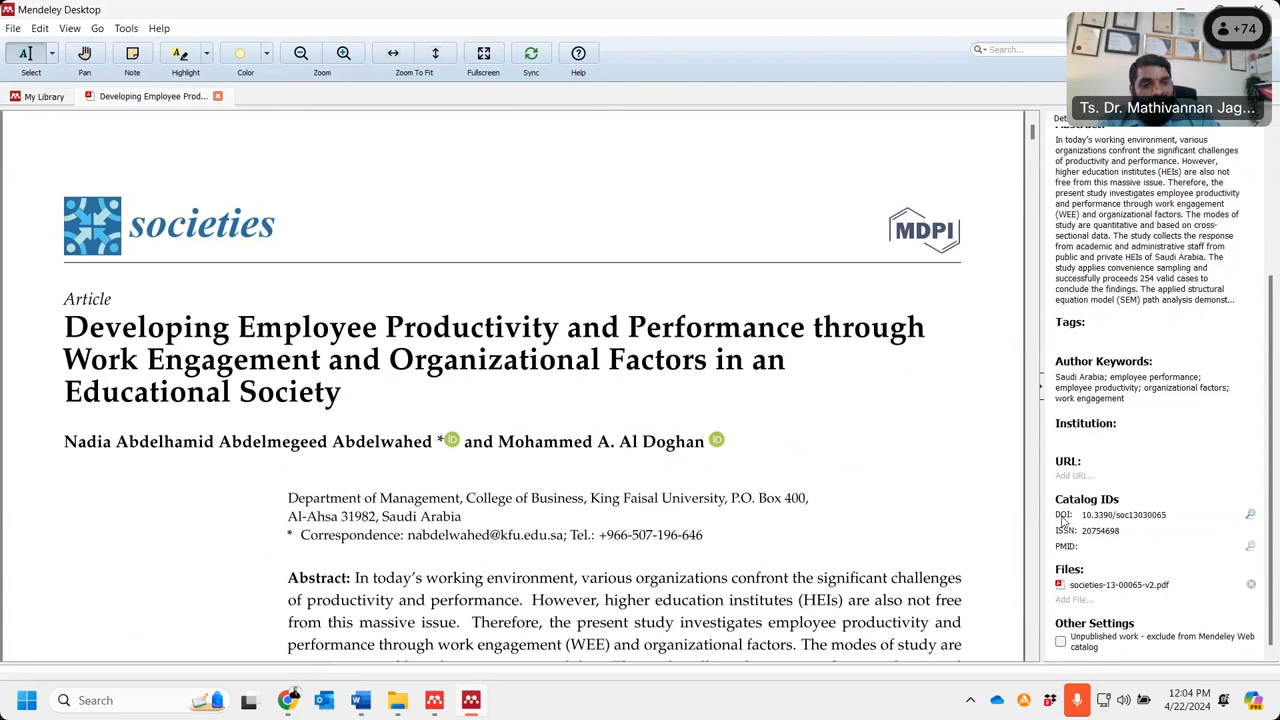 Mendeley Desktop
File Edit View Go Tools Help
+74
Select Pan Note Highlight Color Zoom Zoom To Fit Fullscreen Sync Help
Search...
My Library
Developing Employee Prod...
Ts. Dr. Mathivannan Jag...
societies
MDPI
Article
Developing Employee Productivity and Performance through
Work Engagement and Organizational Factors in an
Educational Society
Nadia Abdelhamid Abdelmegeed Abdelwahed * iD and Mohammed A. Al Doghan iD
Department of Management, College of Business, King Faisal University, P.O. Box 400,
Al-Ahsa 31982, Saudi Arabia
* Correspondence: nabdelwahed@kfu.edu.sa; Tel.: +966-507-196-646
Abstract: In today's working environment, various organizations confront the significant challenges
of productivity and performance. However, higher education institutes (HEIs) are also not free
from this massive issue. Therefore, the present study investigates employee productivity and
performance through work engagement (WEE) and organizational factors. The modes of study are
In today's working environment, various
organizations confront the significant challenges
of productivity and performance. However,
higher education institutes (HEIs) are also not
free from this massive issue. Therefore, the
present study investigates employee productivity
and performance through work engagement
(WEE) and organizational factors. The modes of
study are quantitative and based on cross-
sectional data. The study collects the response
from academic and administrative staff from
public and private HEIs of Saudi Arabia. The
study applies convenience sampling and
successfully proceeds 254 valid cases to
conclude the findings. The applied structural
equation model (SEM) path analysis demonst...
Tags:
Author Keywords:
Saudi Arabia; employee performance;
employee productivity; organizational factors;
work engagement
Institution:
URL:
Add URL...
Catalog IDs
DOI: 10.3390/soc13030065
ISSN: 20754698
PMID:
Files:
societies-13-00065-v2.pdf
Add File...
Other Settings
Unpublished work - exclude from Mendeley Web
catalog
Search
12:04 PM
4/22/2024